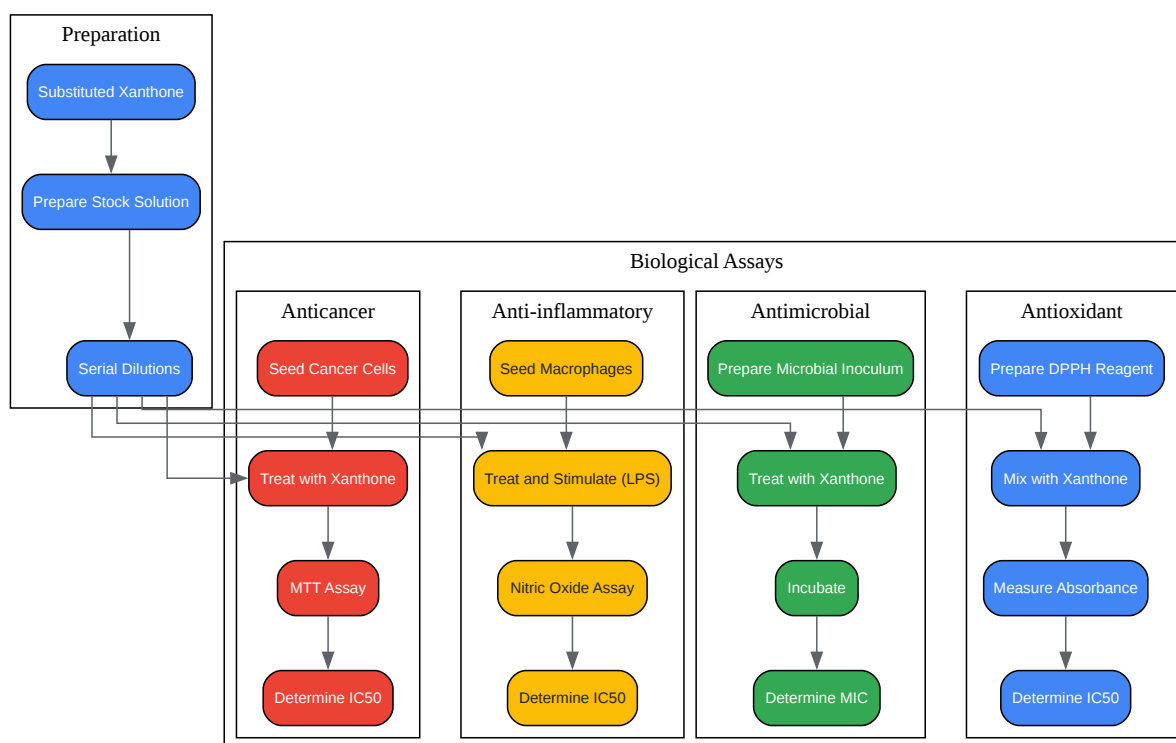 Preparation
Substituted Xanthone
Prepare Stock Solution
Serial Dilutions
Biological Assays
Anticancer
Seed Cancer Cells
Treat with Xanthone
MTT Assay
Determine IC50
Anti-inflammatory
Seed Macrophages
Treat and Stimulate (LPS)
Nitric Oxide Assay
Determine IC50
Antimicrobial
Prepare Microbial Inoculum
Treat with Xanthone
Incubate
Determine MIC
Antioxidant
Prepare DPPH Reagent
Mix with Xanthone
Measure Absorbance
Determine IC50